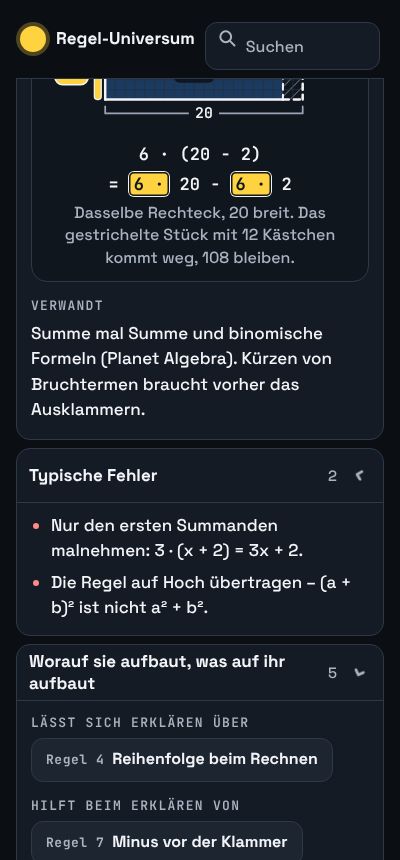 Regel-Universum
Suchen
20
6 · (20 - 2)
= 6 · 20 - 6 · 2
Dasselbe Rechteck, 20 breit. Das
gestrichelte Stück mit 12 Kästchen
kommt weg, 108 bleiben.
VERWANDT
Summe mal Summe und binomische
Formeln (Planet Algebra). Kürzen von
Bruchtermen braucht vorher das
Ausklammern.
Typische Fehler 2
Nur den ersten Summanden
malnehmen: 3 · (x + 2) = 3x + 2.
Die Regel auf Hoch übertragen – (a +
b)² ist nicht a² + b².
Worauf sie aufbaut, was auf ihr
aufbaut 5
LÄSST SICH ERKLÄREN ÜBER
Regel 4 Reihenfolge beim Rechnen
HILFT BEIM ERKLÄREN VON
Regel 7 Minus vor der Klammer